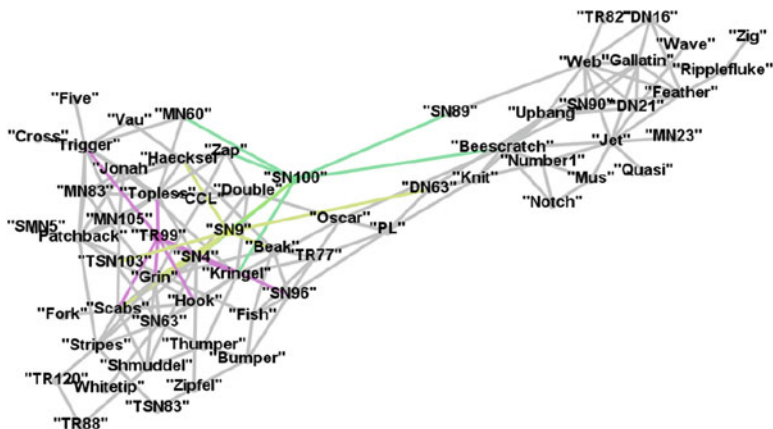 "TR82" "DN16"
"Zig"
"Wave"
"Web" "Gallatin"
"Ripplefluke"
"Feather"
"Five"
"SN90" "DN21"
"Vau" "MN60"
"SN89" "Upbang"
"Cross" "Trigger"
"Jet" "MN23"
"Haecksel" "Zap"
"Beescratch"
"Jonah"
"Number1"
"SN100"
"Mus" "Quasi"
"MN83" "Topless" "CCL" "Double"
"DN63" "Knit"
"Notch"
"MN105"
"Oscar"
"SMN5" Patchback" "TR99" "SN9" "PL"
"Beak" "TR77"
"TSN103" "SN4"
"Grin" "Kringel"
"SN96"
"Fork" "Scabs" "Hook"
"Fish"
"SN63"
"Stripes" "Thumper"
"Shmuddel" "Bumper"
"TR120" Whitetip" "Zipfel"
"TSN83"
"TR88"